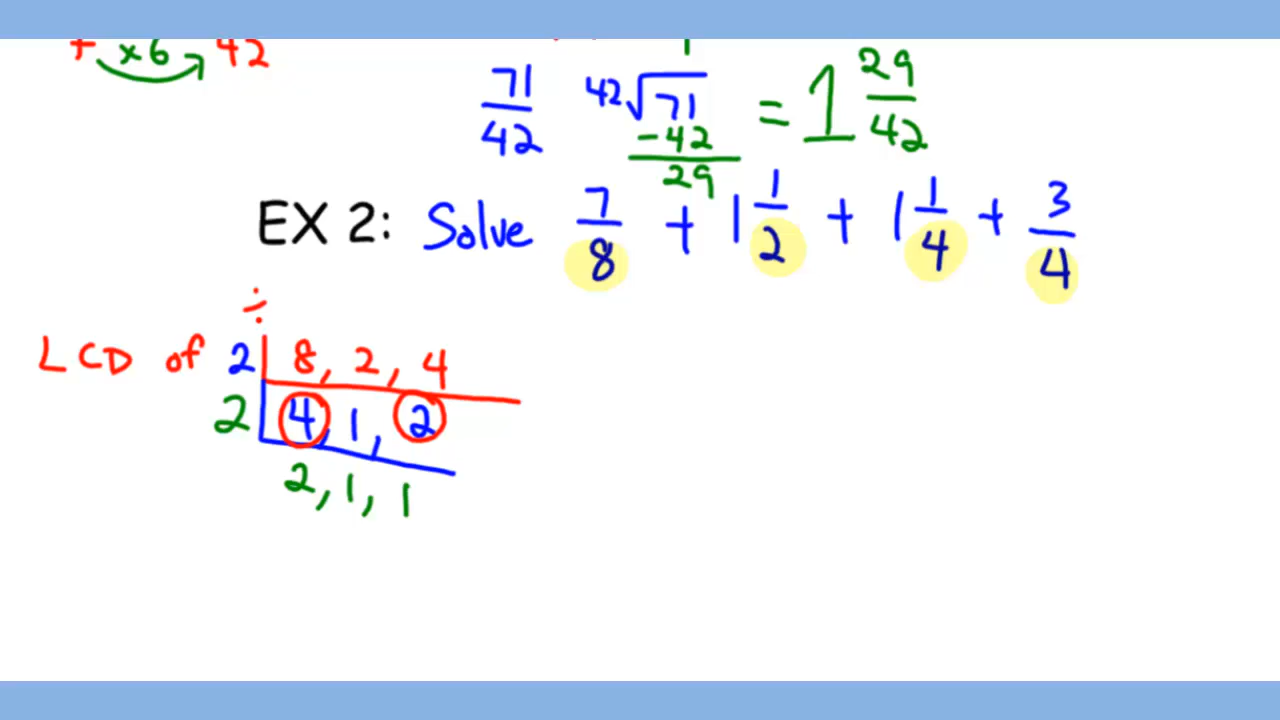 ×6 42
71/42 42√71 = 1 29/42
-42
29
EX 2: Solve 7/8 + 1 1/2 + 1 1/4 + 3/4
÷
LCD of 2 | 8, 2, 4
2 | 4, 1, 2
2, 1, 1